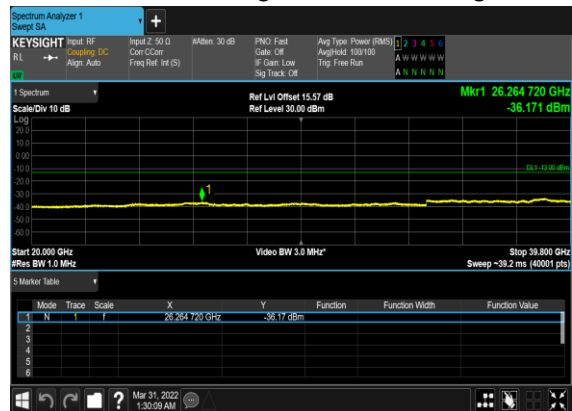 Spectrum Analyzer 1
Swept SA
+
KEYSIGHT Input: RF Input Z: 50 Ω #Atten: 30 dB PNO: Fast Avg Type: Power (RMS) 1 2 3 4 5 6
RL Coupling: DC Corr CCorr Gate: Off Avg|Hold: 100/100 A W W W W W
Align: Auto Freq Ref: Int (S) IF Gain: Low Trig: Free Run
Sig Track: Off A N N N N N
1 Spectrum Ref Lvl Offset 15.57 dB Mkr1 26.264 720 GHz
Scale/Div 10 dB Ref Level 30.00 dBm -36.171 dBm
Log
20.0
10.0
0.00
-10.0 DL1 -13.00 dBm
-20.0
-30.0 1
-40.0
-50.0
-60.0
Start 20.000 GHz Video BW 3.0 MHz* Stop 39.800 GHz
#Res BW 1.0 MHz Sweep ~39.2 ms (40001 pts)
5 Marker Table
Mode Trace Scale X Y Function Function Width Function Value
1 N 1 f 26.264 720 GHz -36.17 dBm
2
3
4
5
6
? Mar 31, 2022
1:30:09 AM